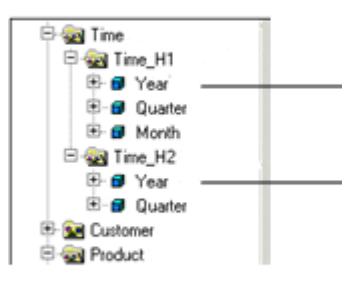 Time
Time_H1
Year
Quarter
Month
Time_H2
Year
Quarter
Customer
Product